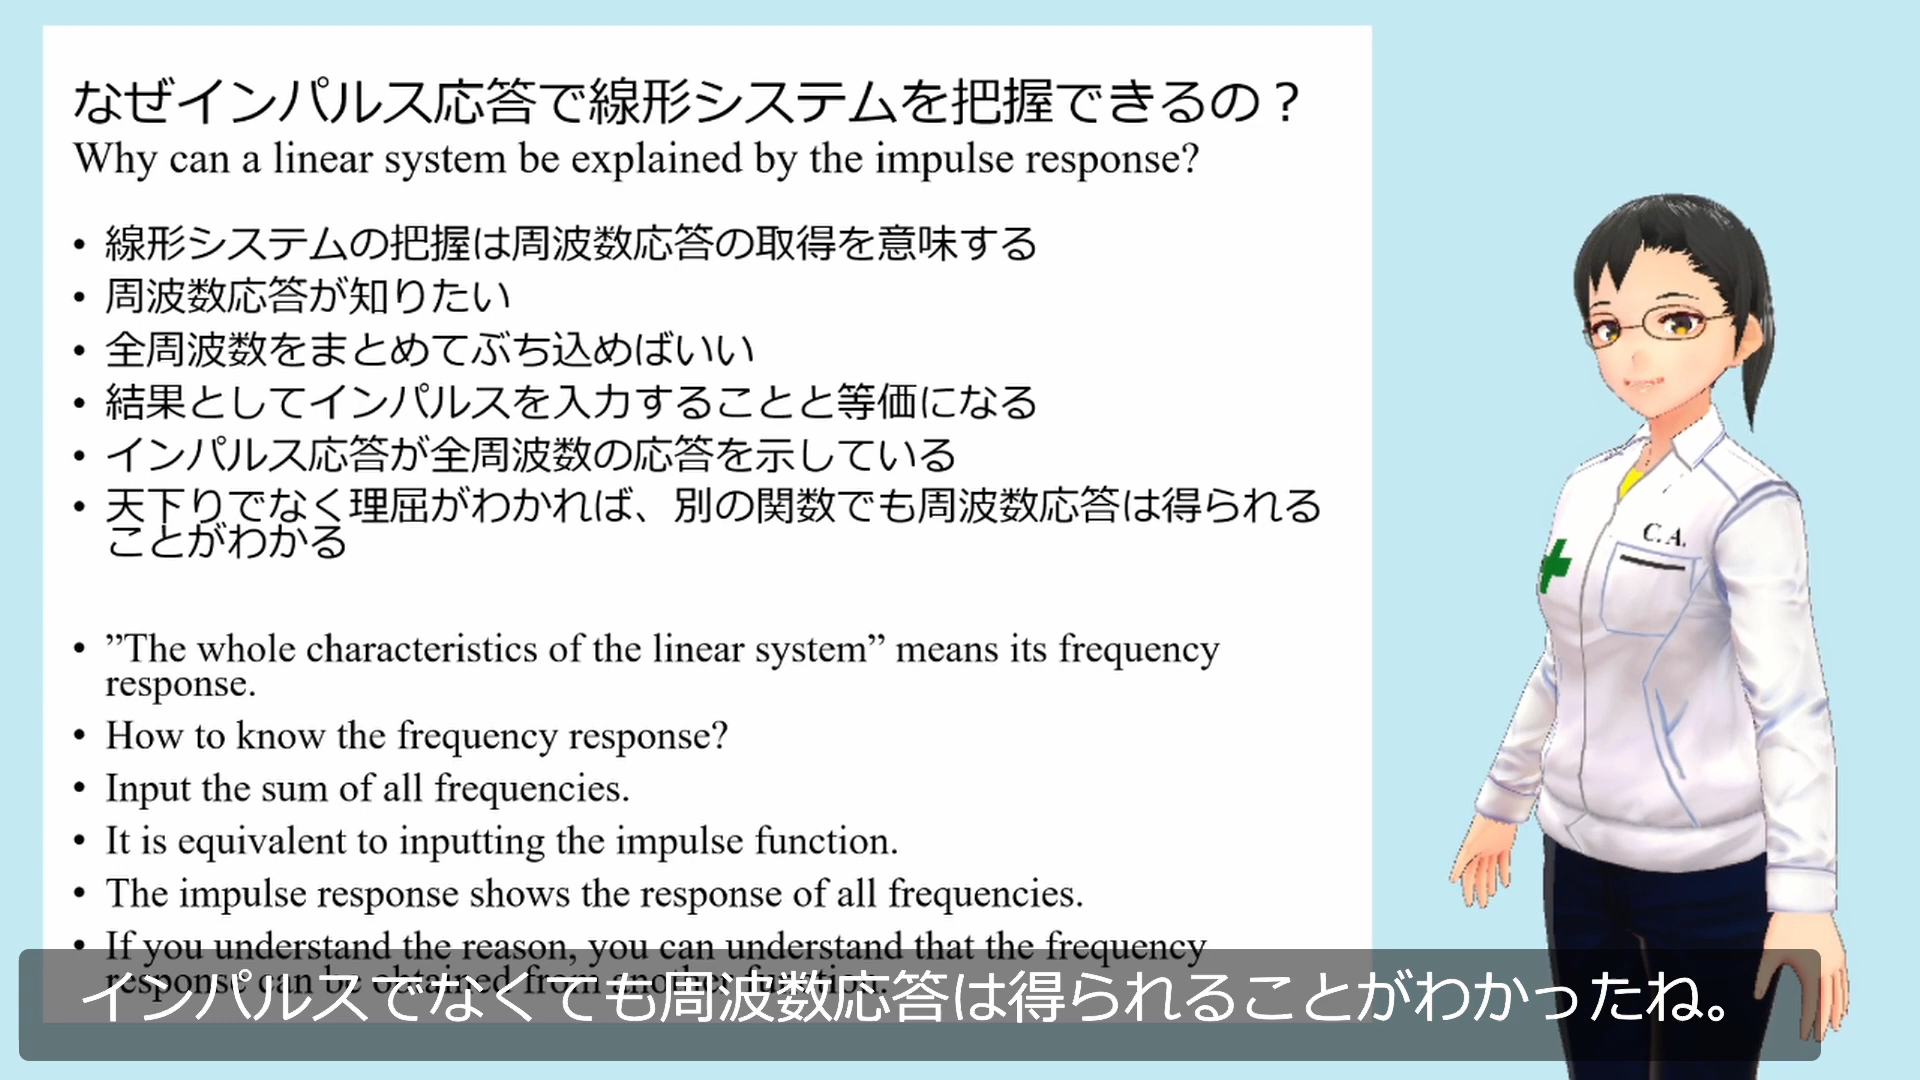 なぜインパルス応答で線形システムを把握できるの？
Why can a linear system be explained by the impulse response?
• 線形システムの把握は周波数応答の取得を意味する
• 周波数応答が知りたい
• 全周波数をまとめてぶち込めばいい
• 結果としてインパルスを入力することと等価になる
• インパルス応答が全周波数の応答を示している
• 天下りでなく理屈がわかれば、別の関数でも周波数応答は得られる
ことがわかる
• ”The whole characteristics of the linear system” means its frequency
response.
• How to know the frequency response?
• Input the sum of all frequencies.
• It is equivalent to inputting the impulse function.
• The impulse response shows the response of all frequencies.
• If you understand the reason, you can understand that the frequency
response can be obtained from another function.
インパルスでなくても周波数応答は得られることがわかったね。
C.A.